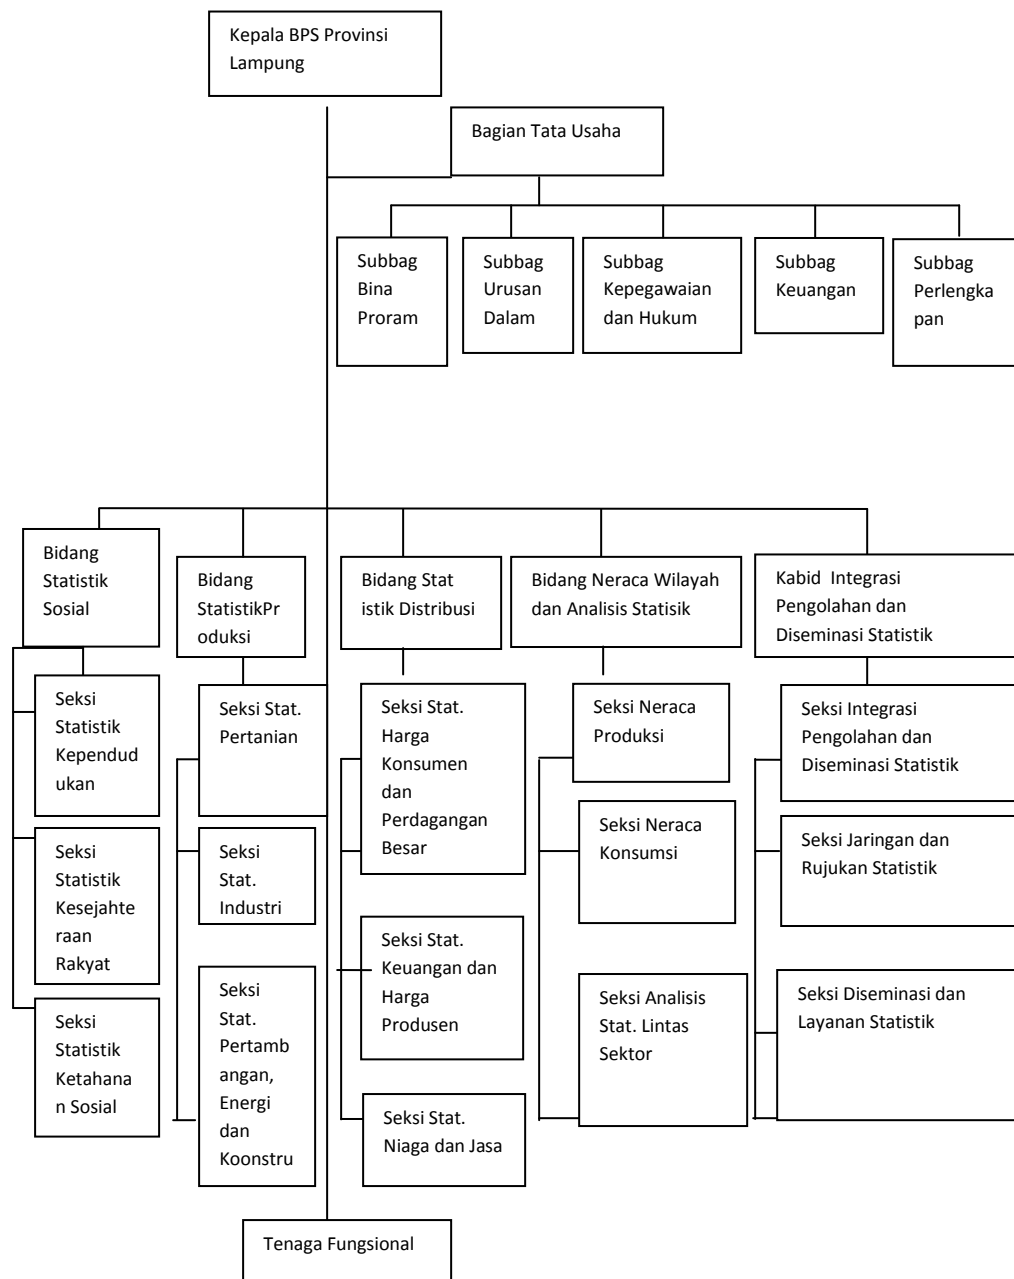 Kepala BPS Provinsi
Lampung
Bagian Tata Usaha
Subbag
Bina
Proram
Subbag
Urusan
Dalam
Subbag
Kepegawaian
dan Hukum
Subbag
Keuangan
Subbag
Perlengka
pan
Bidang
Statistik
Sosial
Bidang
StatistikPr
oduksi
Bidang Stat
istik Distribusi
Bidang Neraca Wilayah
dan Analisis Statisik
Kabid Integrasi
Pengolahan dan
Diseminasi Statistik
Seksi
Statistik
Kependud
ukan
Seksi
Statistik
Kesejahte
raan
Rakyat
Seksi
Statistik
Ketahana
n Sosial
Seksi Stat.
Pertanian
Seksi
Stat.
Industri
Seksi
Stat.
Pertamb
angan,
Energi
dan
Koonstru
Seksi Stat.
Harga
Konsumen
dan
Perdagangan
Besar
Seksi Stat.
Keuangan dan
Harga
Produsen
Seksi Stat.
Niaga dan Jasa
Seksi Neraca
Produksi
Seksi Neraca
Konsumsi
Seksi Analisis
Stat. Lintas
Sektor
Seksi Integrasi
Pengolahan dan
Diseminasi Statistik
Seksi Jaringan dan
Rujukan Statistik
Seksi Diseminasi dan
Layanan Statistik
Tenaga Fungsional